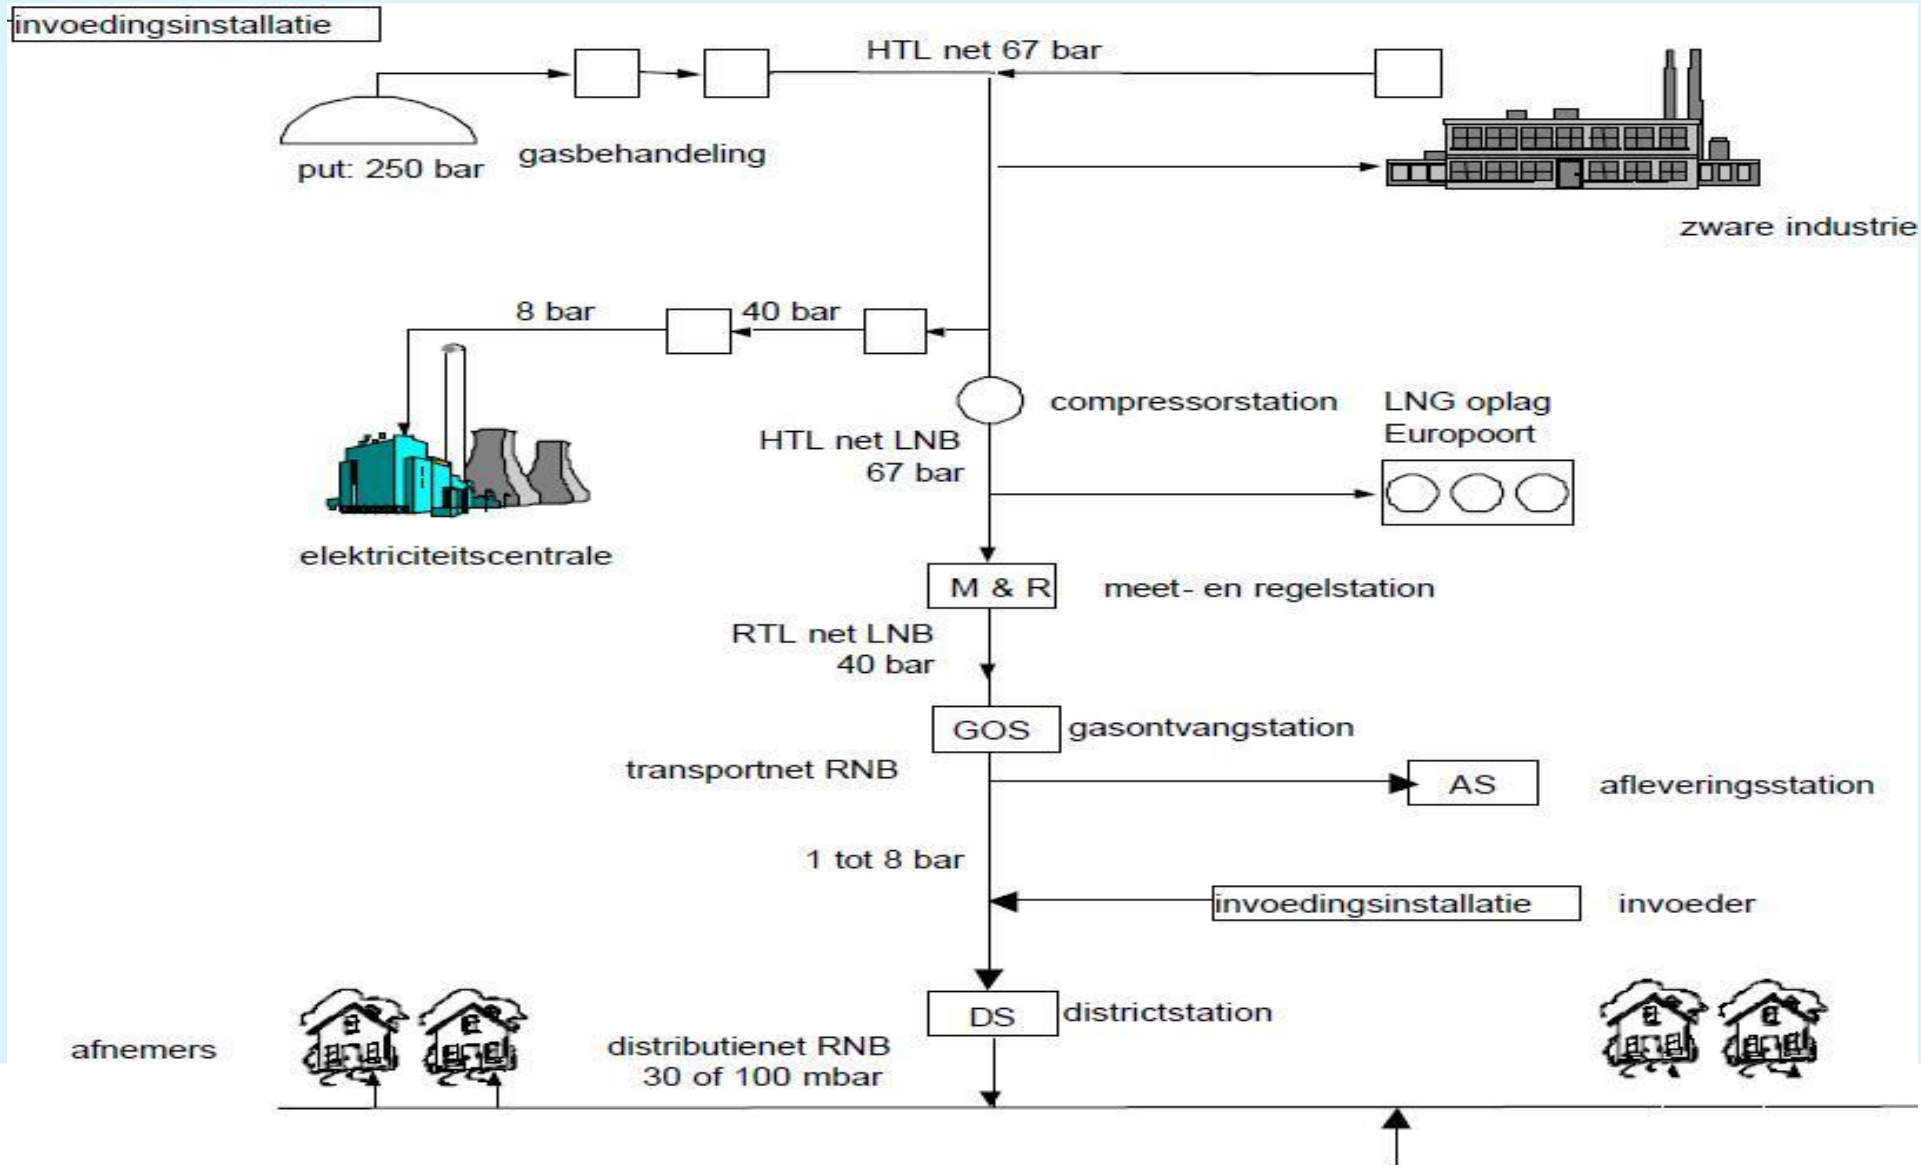 invoedingsinstallatie
HTL net 67 bar
put: 250 bar
gasbehandeling
zware industrie
8 bar
40 bar
compressorstation
LNG oplag
Europoort
HTL net LNB
67 bar
elektriciteitscentrale
M & R
meet- en regelstation
RTL net LNB
40 bar
GOS
gasontvangstation
transportnet RNB
AS
afleveringsstation
1 tot 8 bar
invoedingsinstallatie
invoeder
DS
districtstation
afnemers
distributienet RNB
30 of 100 mbar